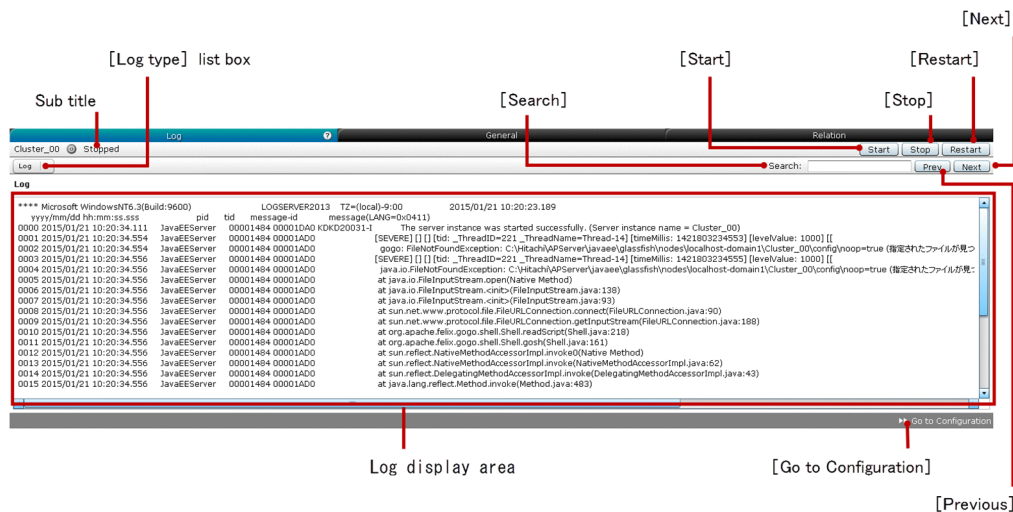 [Next]
[Log type] list box
[Start]
[Restart]
Sub title
[Search]
[Stop]
Log ? General Relation
Cluster_00 Stopped Start Stop Restart
Log Search: Prev Next
Log
**** Microsoft WindowsNT6.3(Build:9600) LOGSERVER2013 TZ=(local)-9:00 2015/01/21 10:20:23.189
yyyy/mm/dd hh:mm:ss.sss pid tid message-id message(LANG=0x0411)
0000 2015/01/21 10:20:34.111 JavaEEServer 00001484 00001DA0 KDKD20031-I The server instance was started successfully. (Server instance name = Cluster_00)
0001 2015/01/21 10:20:34.554 JavaEEServer 00001484 00001AD0 [SEVERE] [] [] [tid: _ThreadID=221 _ThreadName=Thread-14] [timeMillis: 1421803234553] [levelValue: 1000] [[
0002 2015/01/21 10:20:34.554 JavaEEServer 00001484 00001AD0 gogo: FileNotFoundException: C:\Hitachi\APServer\javaee\glassfish\nodes\localhost-domain1\Cluster_00\config\noop=true (指定されたファイルが見つ
0003 2015/01/21 10:20:34.556 JavaEEServer 00001484 00001AD0 [SEVERE] [] [] [tid: _ThreadID=221 _ThreadName=Thread-14] [timeMillis: 1421803234555] [levelValue: 1000] [[
0004 2015/01/21 10:20:34.556 JavaEEServer 00001484 00001AD0 java.io.FileNotFoundException: C:\Hitachi\APServer\javaee\glassfish\nodes\localhost-domain1\Cluster_00\config\noop=true (指定されたファイルが見
0005 2015/01/21 10:20:34.556 JavaEEServer 00001484 00001AD0 at java.io.FileInputStream.open(Native Method)
0006 2015/01/21 10:20:34.556 JavaEEServer 00001484 00001AD0 at java.io.FileInputStream.<init>(FileInputStream.java:138)
0007 2015/01/21 10:20:34.556 JavaEEServer 00001484 00001AD0 at java.io.FileInputStream.<init>(FileInputStream.java:93)
0008 2015/01/21 10:20:34.556 JavaEEServer 00001484 00001AD0 at sun.net.www.protocol.file.FileURLConnection.connect(FileURLConnection.java:90)
0009 2015/01/21 10:20:34.556 JavaEEServer 00001484 00001AD0 at sun.net.www.protocol.file.FileURLConnection.getInputStream(FileURLConnection.java:188)
0010 2015/01/21 10:20:34.556 JavaEEServer 00001484 00001AD0 at org.apache.felix.gogo.shell.Shell.readScript(Shell.java:218)
0011 2015/01/21 10:20:34.556 JavaEEServer 00001484 00001AD0 at org.apache.felix.gogo.shell.Shell.gosh(Shell.java:161)
0012 2015/01/21 10:20:34.556 JavaEEServer 00001484 00001AD0 at sun.reflect.NativeMethodAccessorImpl.invoke0(Native Method)
0013 2015/01/21 10:20:34.556 JavaEEServer 00001484 00001AD0 at sun.reflect.NativeMethodAccessorImpl.invoke(NativeMethodAccessorImpl.java:62)
0014 2015/01/21 10:20:34.556 JavaEEServer 00001484 00001AD0 at sun.reflect.DelegatingMethodAccessorImpl.invoke(DelegatingMethodAccessorImpl.java:43)
0015 2015/01/21 10:20:34.556 JavaEEServer 00001484 00001AD0 at java.lang.reflect.Method.invoke(Method.java:483)
Go to Configuration
Log display area
[Go to Configuration]
[Previous]